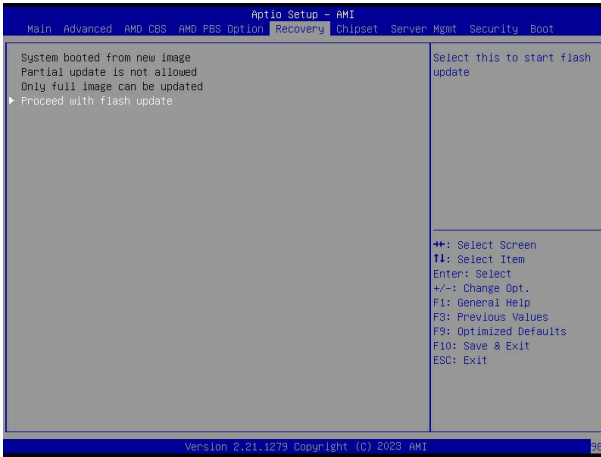 Aptio Setup – AMI
Main Advanced AMD CBS AMD PBS Option Recovery Chipset Server Mgmt Security Boot
System booted from new image
Partial update is not allowed
Only full image can be updated
Proceed with flash update
Select this to start flash
update
→←: Select Screen
↑↓: Select Item
Enter: Select
+/-: Change Opt.
F1: General Help
F3: Previous Values
F9: Optimized Defaults
F10: Save & Exit
ESC: Exit
Version 2.21.1279 Copyright (C) 2023 AMI